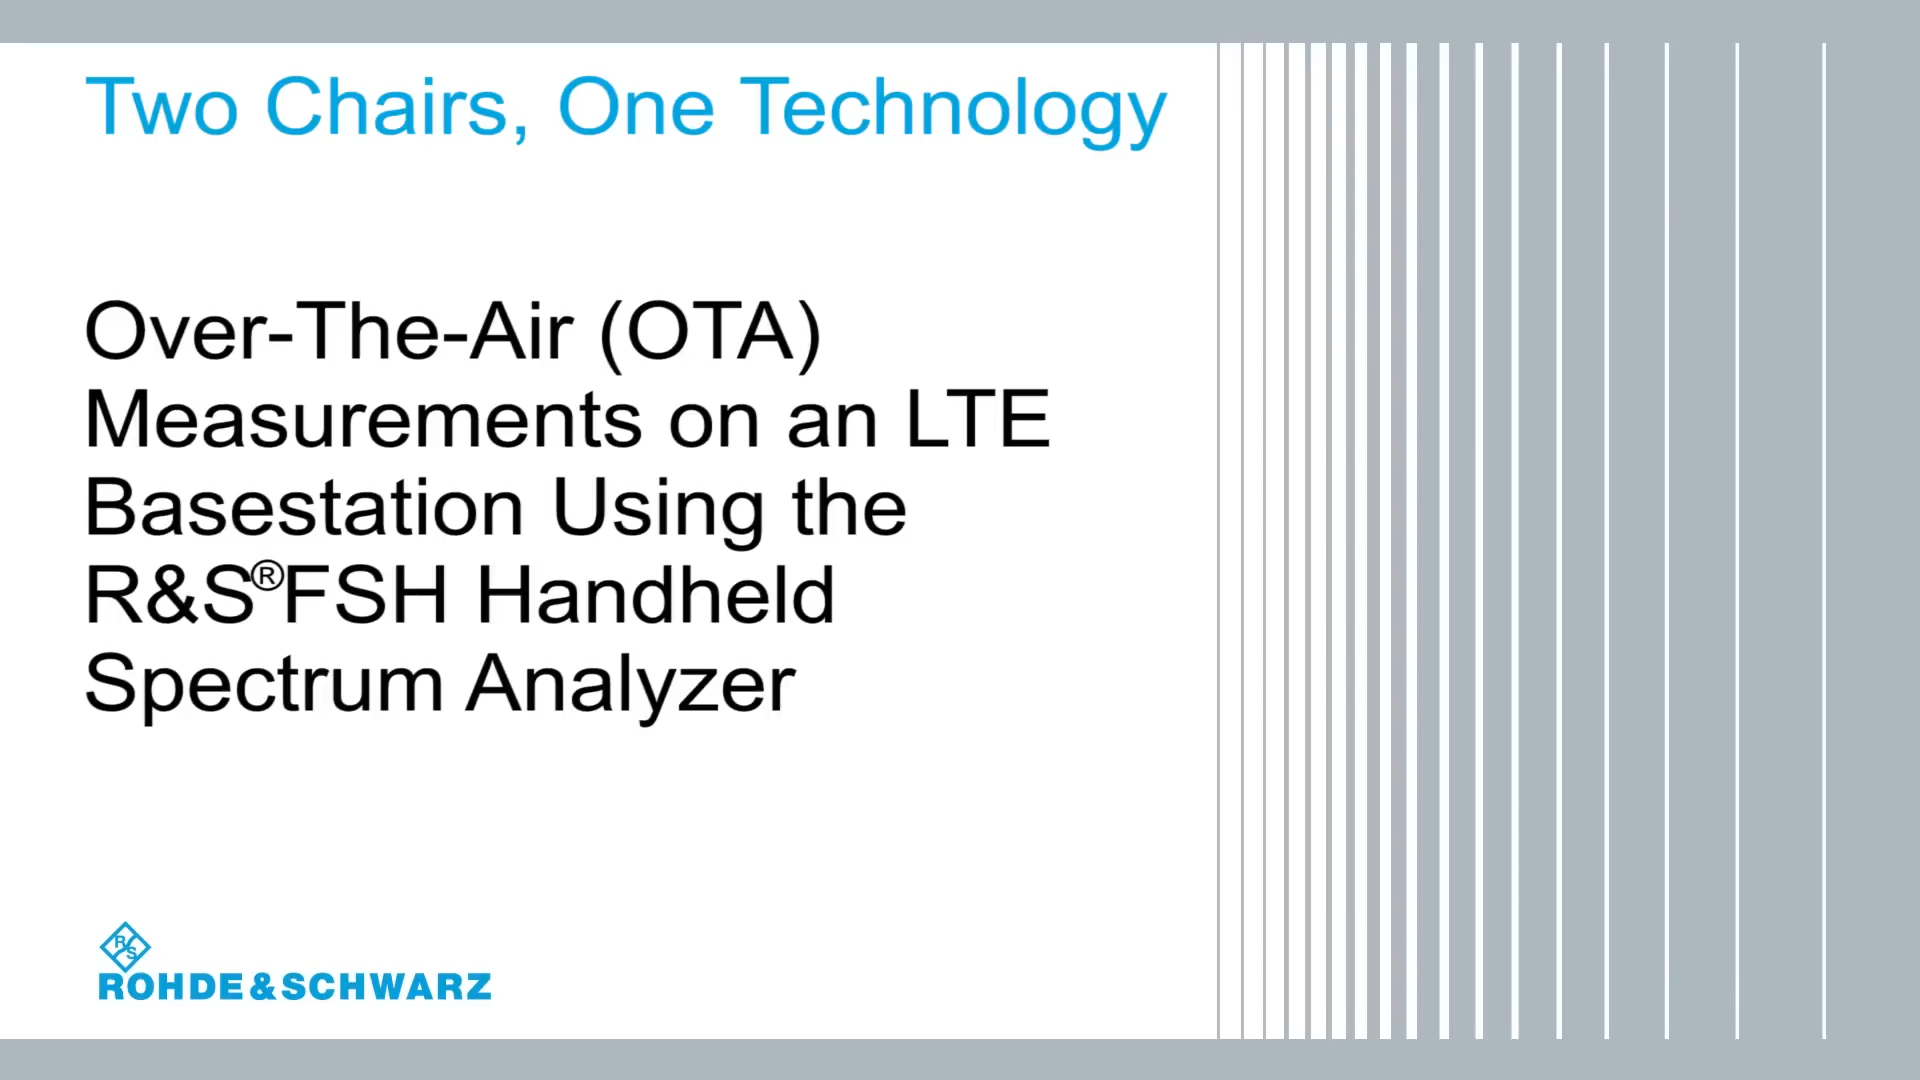 Two Chairs, One Technology
Over-The-Air (OTA)
Measurements on an LTE
Basestation Using the
R&S®FSH Handheld
Spectrum Analyzer
RS
ROHDE&SCHWARZ